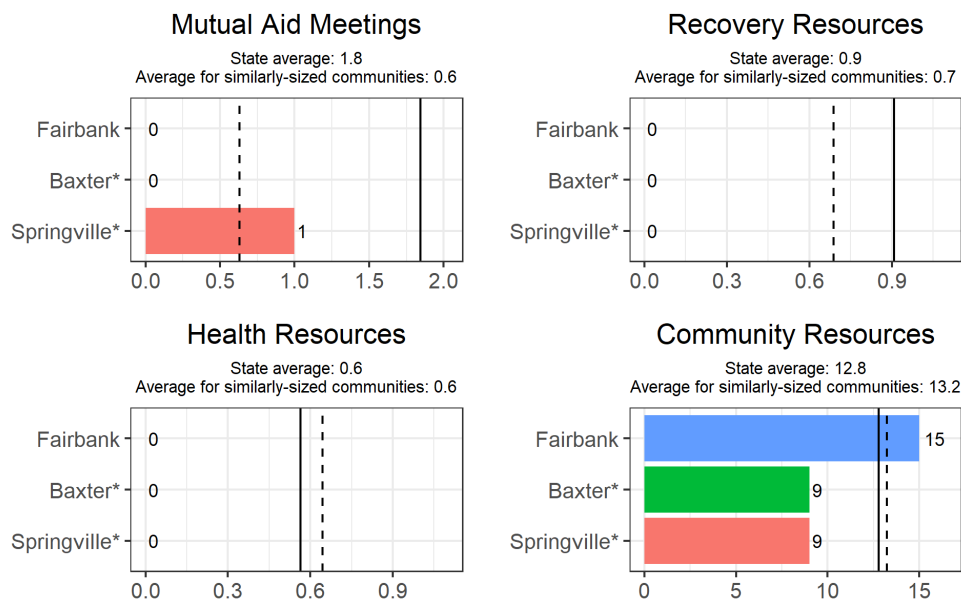 Mutual Aid Meetings
State average: 1.8
Average for similarly-sized communities: 0.6
Fairbank
0
Baxter*
0
Springville*
1
0.0 0.5 1.0 1.5 2.0
Recovery Resources
State average: 0.9
Average for similarly-sized communities: 0.7
Fairbank
0
Baxter*
0
Springville*
0
0.0 0.3 0.6 0.9
Health Resources
State average: 0.6
Average for similarly-sized communities: 0.6
Fairbank
0
Baxter*
0
Springville*
0
0.0 0.3 0.6 0.9
Community Resources
State average: 12.8
Average for similarly-sized communities: 13.2
Fairbank
15
Baxter*
9
Springville*
9
0 5 10 15